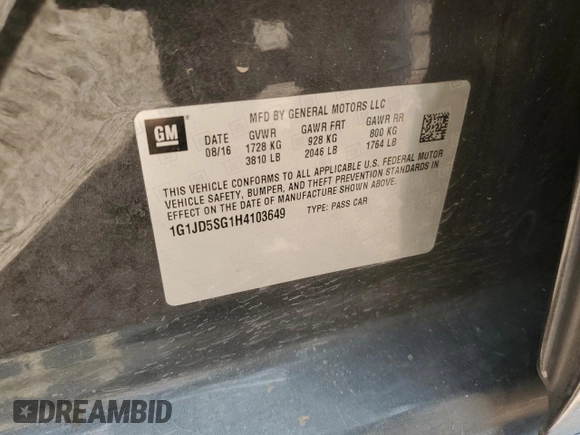 GM
MFD BY GENERAL MOTORS LLC
DATE GVWR GAWR FRT GAWR RR
08/16 1728 KG 928 KG 800 KG
3810 LB 2046 LB 1764 LB
THIS VEHICLE CONFORMS TO ALL APPLICABLE U.S. FEDERAL MOTOR
VEHICLE SAFETY, BUMPER, AND THEFT PREVENTION STANDARDS IN
EFFECT ON THE DATE OF MANUFACTURE SHOWN ABOVE.
1G1JD5SG1H4103649 TYPE: PASS CAR
DREAMBID